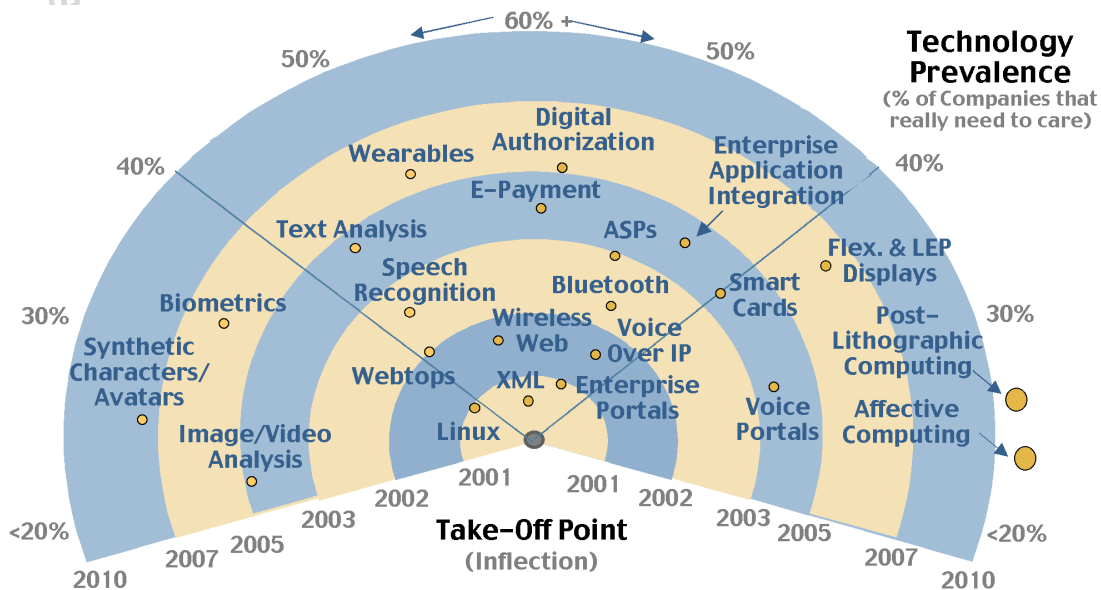 60% +
50%
50%
Technology
Prevalence
(% of Companies that
really need to care)
40%
40%
Digital
Authorization
Wearables
Enterprise
Application
Integration
E-Payment
Text Analysis
ASPs
Flex. & LEP
Displays
Speech
Recognition
Bluetooth
Smart
Cards
Biometrics
30%
30%
Wireless
Web
Voice
Over IP
Post-
Lithographic
Computing
Synthetic
Characters/
Avatars
Webtops
XML
Enterprise
Portals
Voice
Portals
Affective
Computing
Linux
Image/Video
Analysis
2001
2001
2002
2002
2003
2003
<20%
<20%
2005
2005
2007
2007
2010
2010
Take-Off Point
(Inflection)